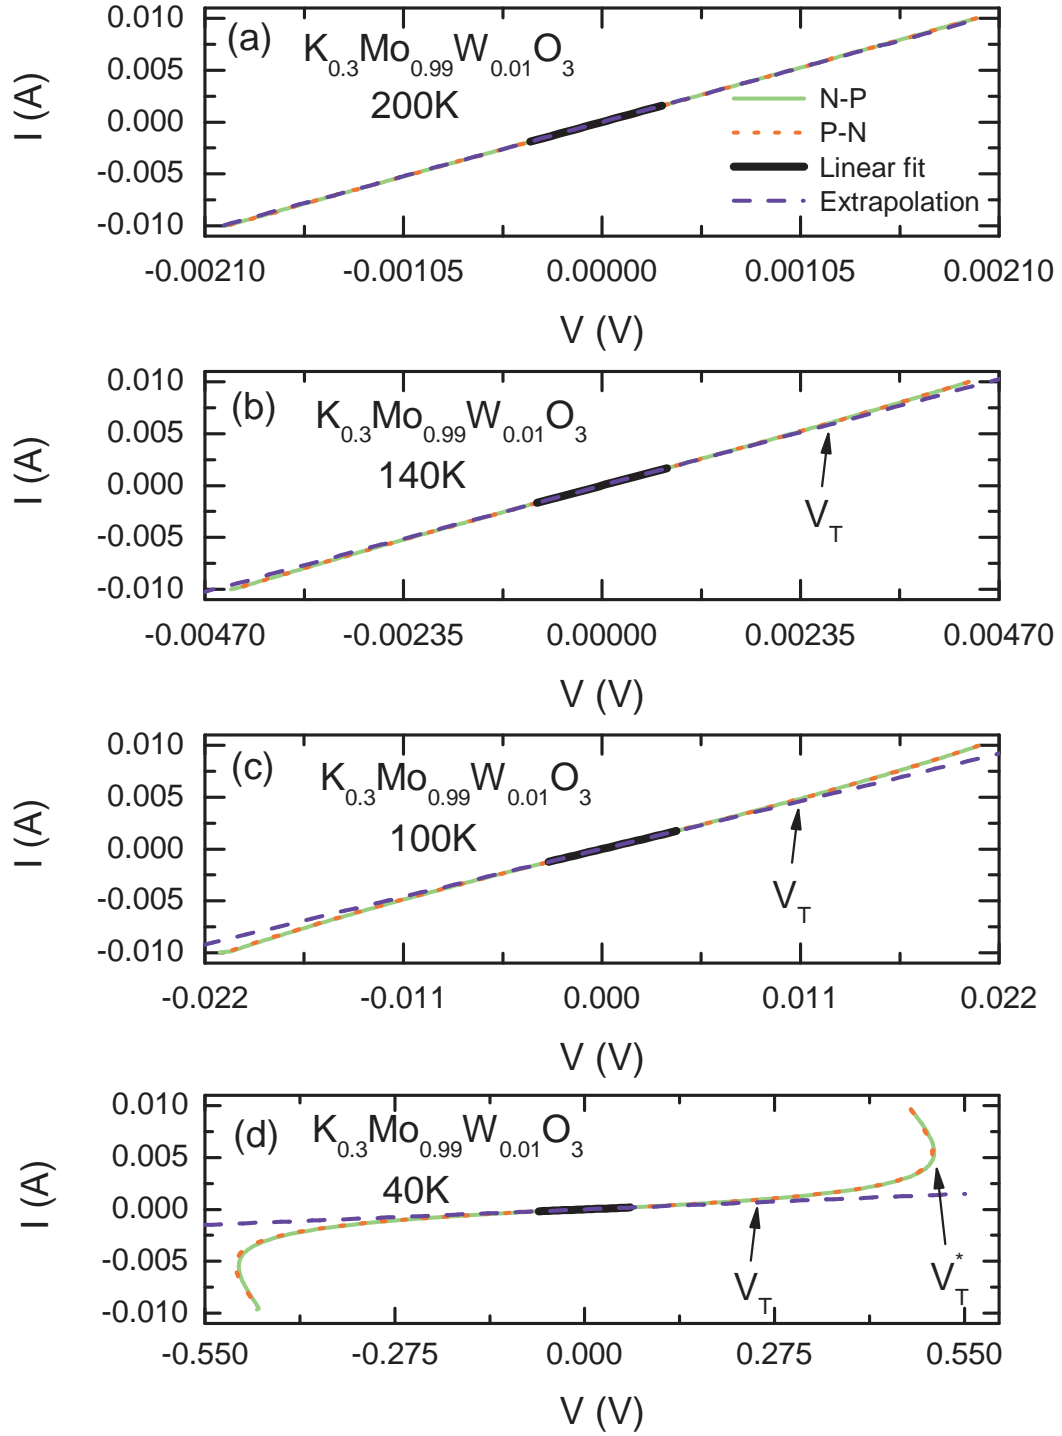 (a) K0.3Mo0.99W0.01O3
200K
N-P
P-N
Linear fit
Extrapolation
I (A)
0.010
0.005
0.000
-0.005
-0.010
-0.00210 -0.00105 0.00000 0.00105 0.00210
V (V)
(b) K0.3Mo0.99W0.01O3
140K
VT
I (A)
0.010
0.005
0.000
-0.005
-0.010
-0.00470 -0.00235 0.00000 0.00235 0.00470
V (V)
(c) K0.3Mo0.99W0.01O3
100K
VT
I (A)
0.010
0.005
0.000
-0.005
-0.010
-0.022 -0.011 0.000 0.011 0.022
V (V)
(d) K0.3Mo0.99W0.01O3
40K
VT VT*
I (A)
0.010
0.005
0.000
-0.005
-0.010
-0.550 -0.275 0.000 0.275 0.550
V (V)